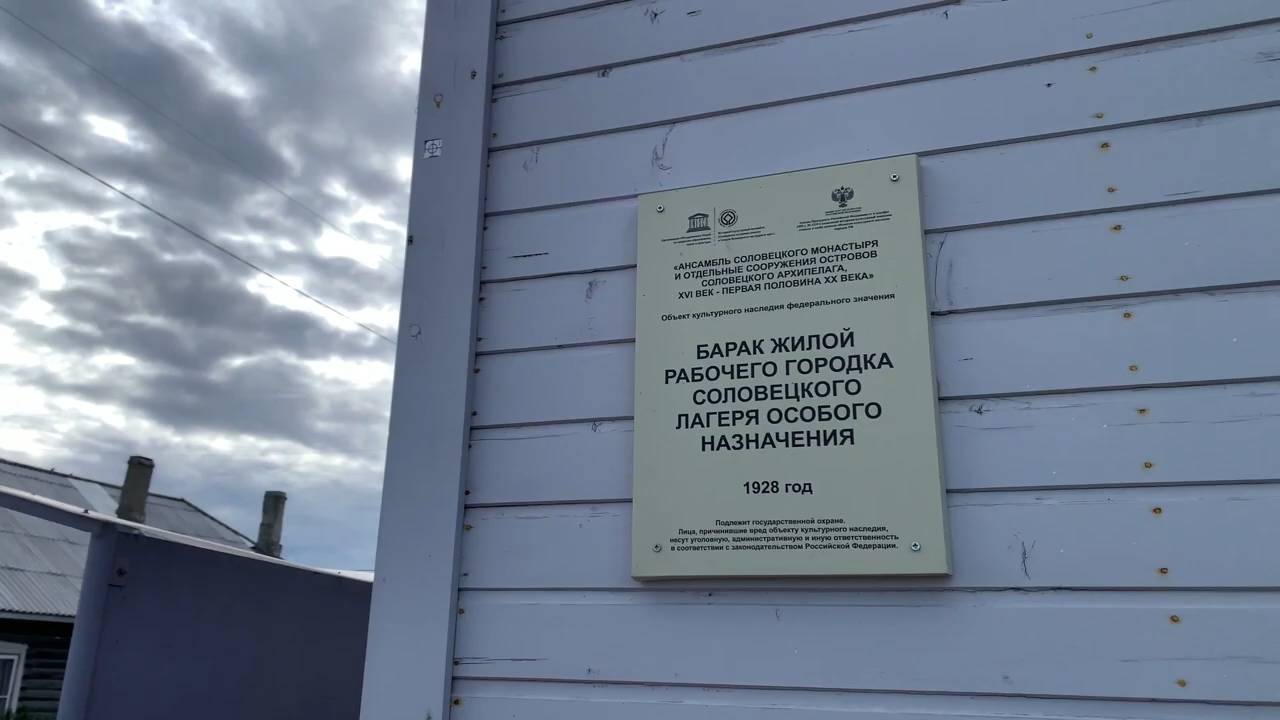 «АНСАМБЛЬ СОЛОВЕЦКОГО МОНАСТЫРЯ
И ОТДЕЛЬНЫЕ СООРУЖЕНИЯ ОСТРОВОВ
СОЛОВЕЦКОГО АРХИПЕЛАГА,
XVI ВЕК - ПЕРВАЯ ПОЛОВИНА XX ВЕКА»
Объект культурного наследия федерального значения
БАРАК ЖИЛОЙ
РАБОЧЕГО ГОРОДКА
СОЛОВЕЦКОГО
ЛАГЕРЯ ОСОБОГО
НАЗНАЧЕНИЯ
1928 год
Подлежит государственной охране.
Лица, причинившие вред объекту культурного наследия,
несут уголовную, административную и иную ответственность
в соответствии с законодательством Российской Федерации.